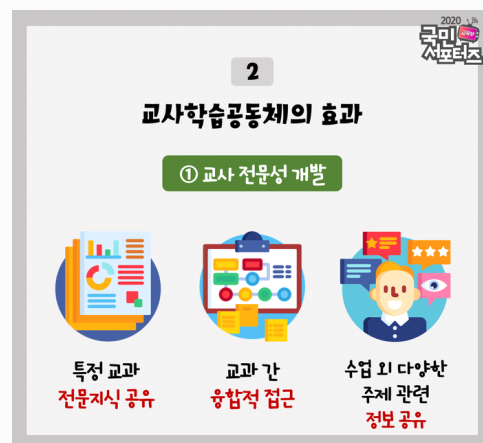 2020
국민
교육부
서포터즈
2
교사학습공동체의 효과
① 교사 전문성 개발
특정 교과
전문지식 공유
교과 간
융합적 접근
수업 외 다양한
주제 관련
정보 공유